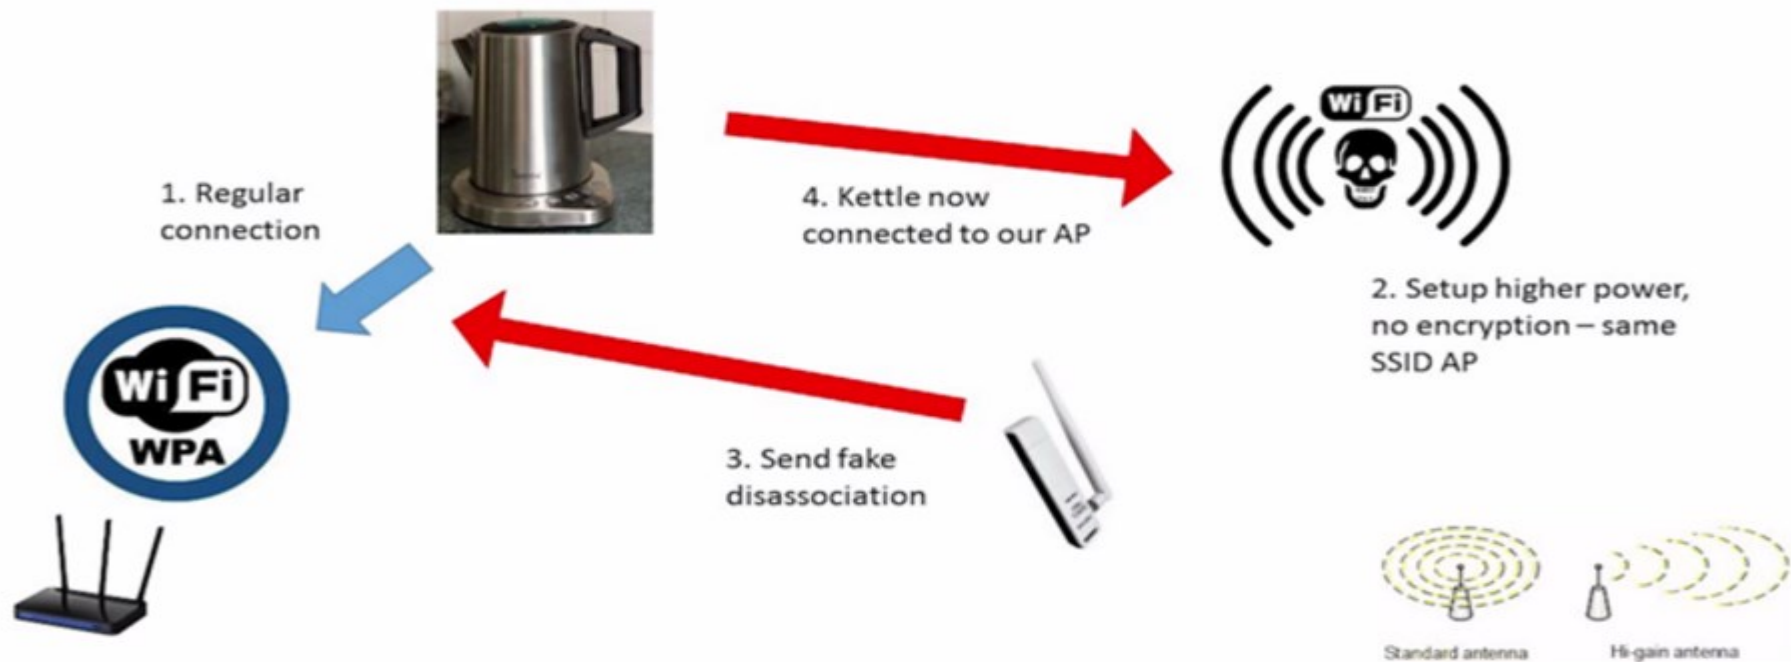 1. Regular
connection
Wi Fi
WPA
4. Kettle now
connected to our AP
Wi Fi
2. Setup higher power,
no encryption – same
SSID AP
3. Send fake
disassociation
Standard antenna
Hi-gain antenna